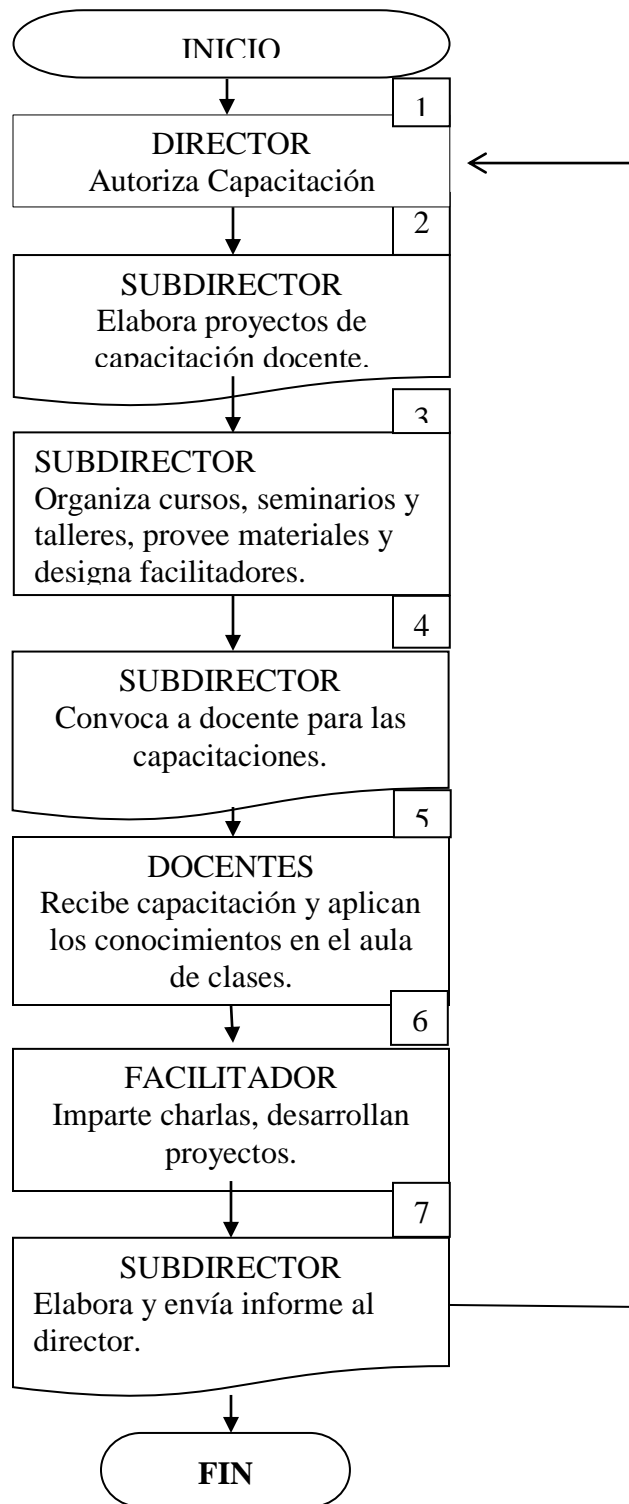 INICIO
1
DIRECTOR
Autoriza Capacitación
2
SUBDIRECTOR
Elabora proyectos de
capacitación docente.
3
SUBDIRECTOR
Organiza cursos, seminarios y
talleres, provee materiales y
designa facilitadores.
4
SUBDIRECTOR
Convoca a docente para las
capacitaciones.
5
DOCENTES
Recibe capacitación y aplican
los conocimientos en el aula
de clases.
6
FACILITADOR
Imparte charlas, desarrollan
proyectos.
7
SUBDIRECTOR
Elabora y envía informe al
director.
FIN